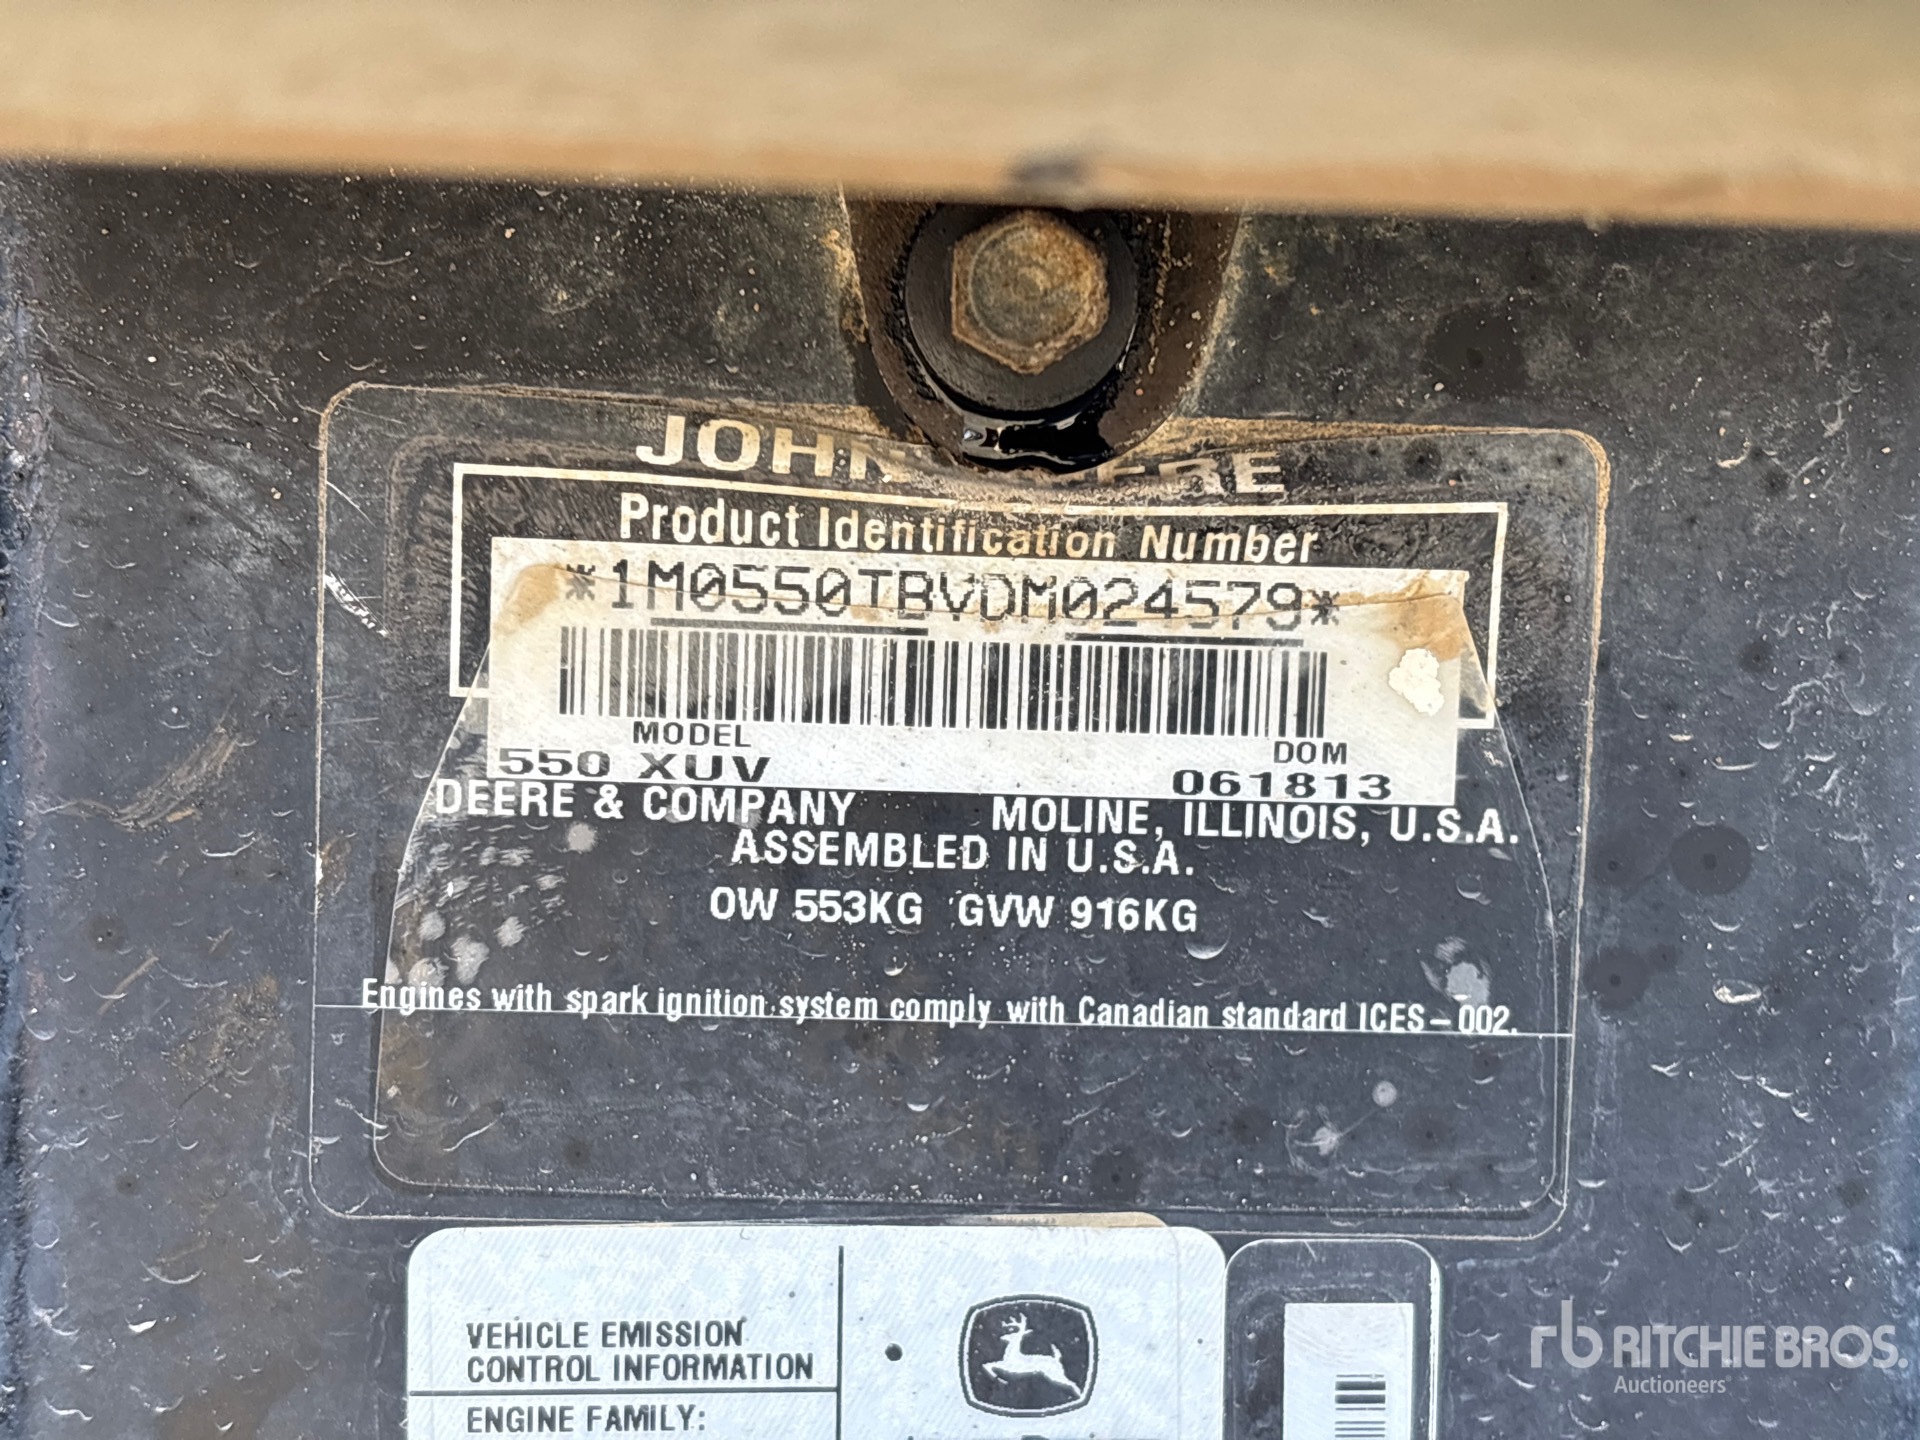 JOHN DEERE
Product Identification Number
*1M0550TBVDM024579*
MODEL
550 XUV
DOM
061813
DEERE & COMPANY MOLINE, ILLINOIS, U.S.A.
ASSEMBLED IN U.S.A.
OW 553KG GVW 916KG
Engines with spark ignition system comply with Canadian standard ICES-002.
VEHICLE EMISSION
CONTROL INFORMATION
ENGINE FAMILY:
rb RITCHIE BROS.
Auctioneers